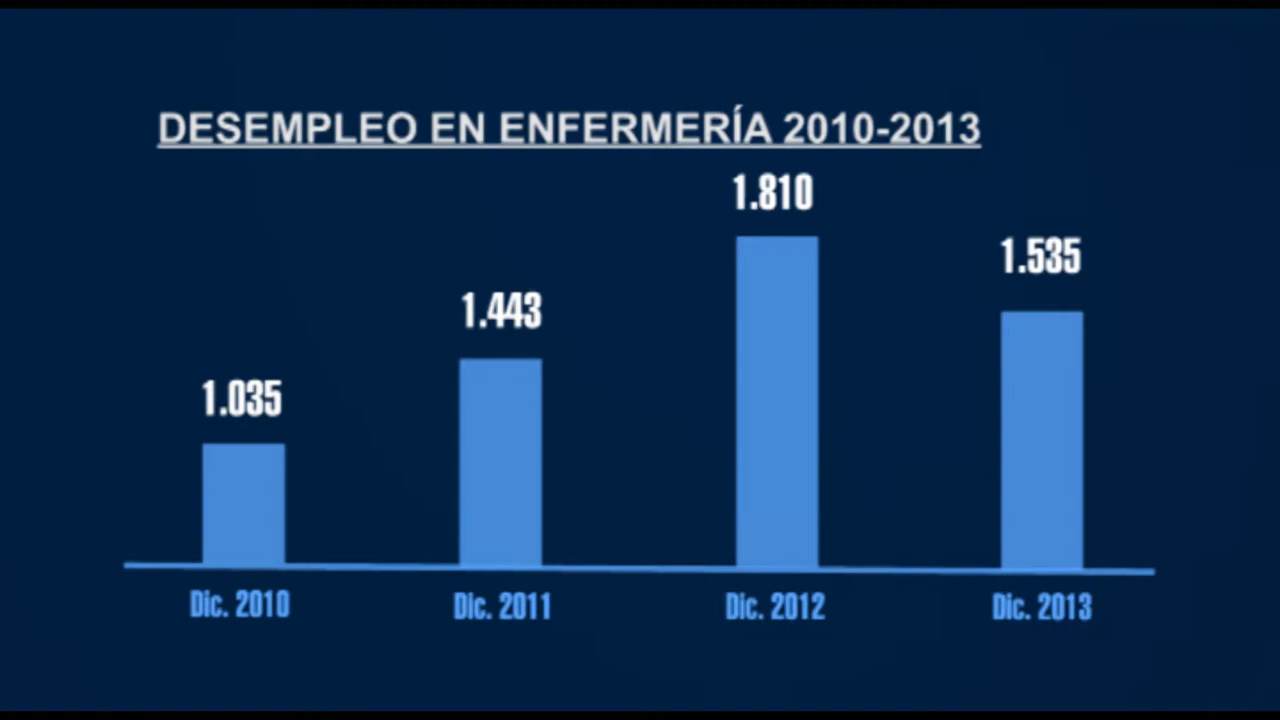 DESEMPLEO EN ENFERMERÍA 2010-2013
1.035
1.443
1.810
1.535
Dic. 2010
Dic. 2011
Dic. 2012
Dic. 2013